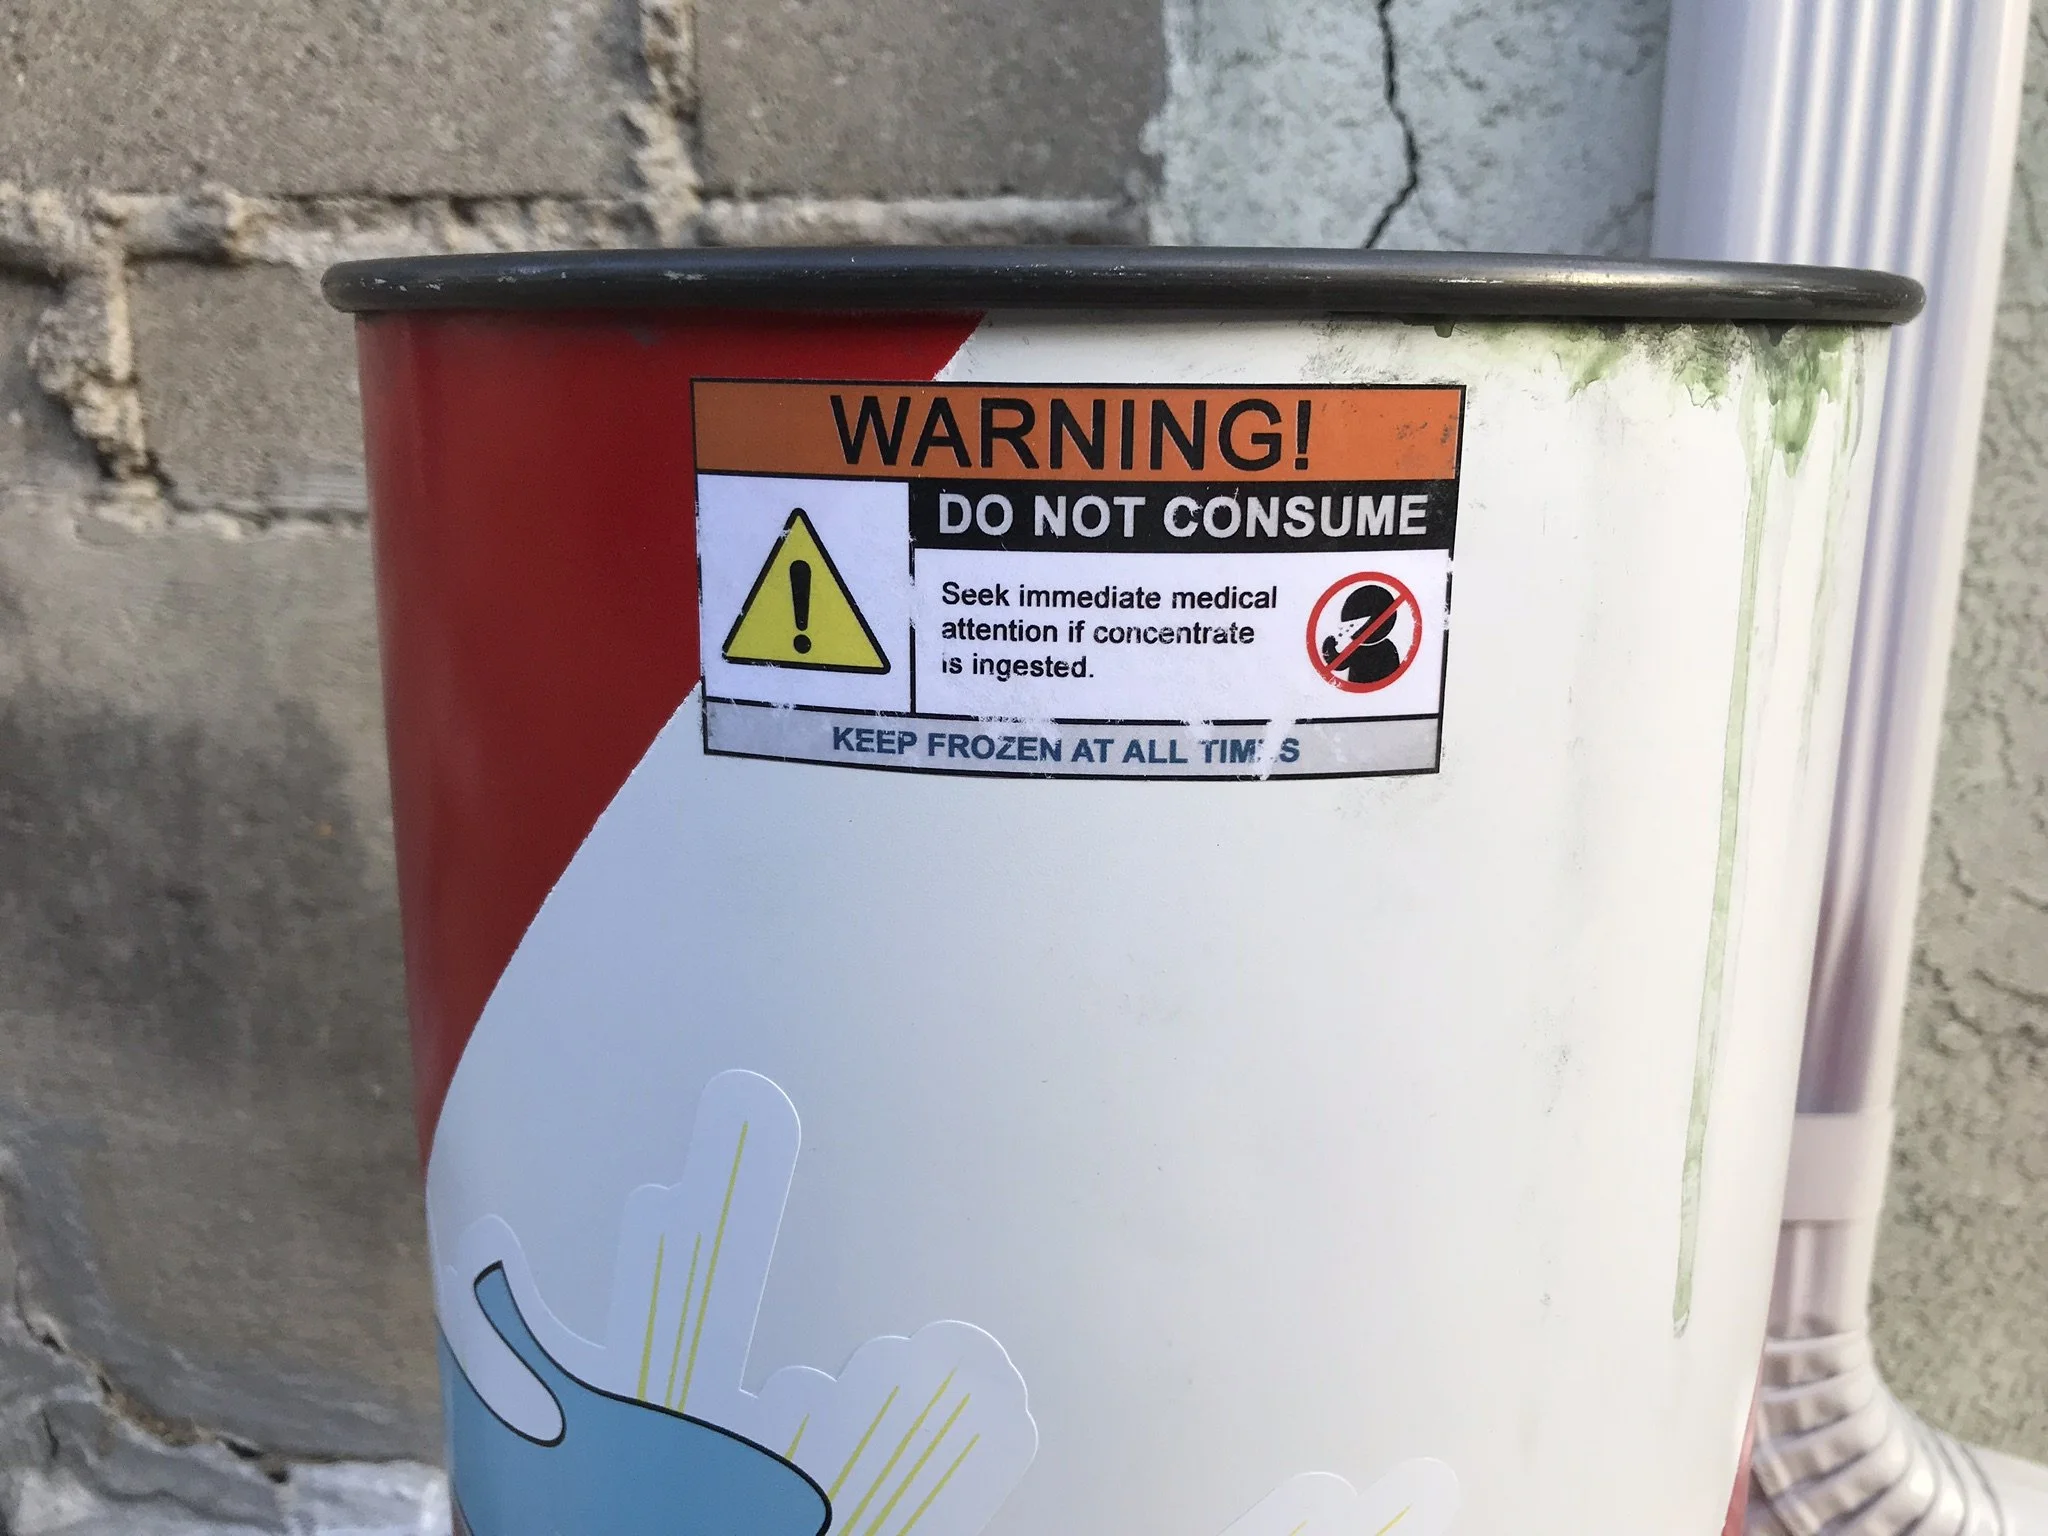 WARNING!
DO NOT CONSUME
Seek immediate medical
attention if concentrate
is ingested.
KEEP FROZEN AT ALL TIMES